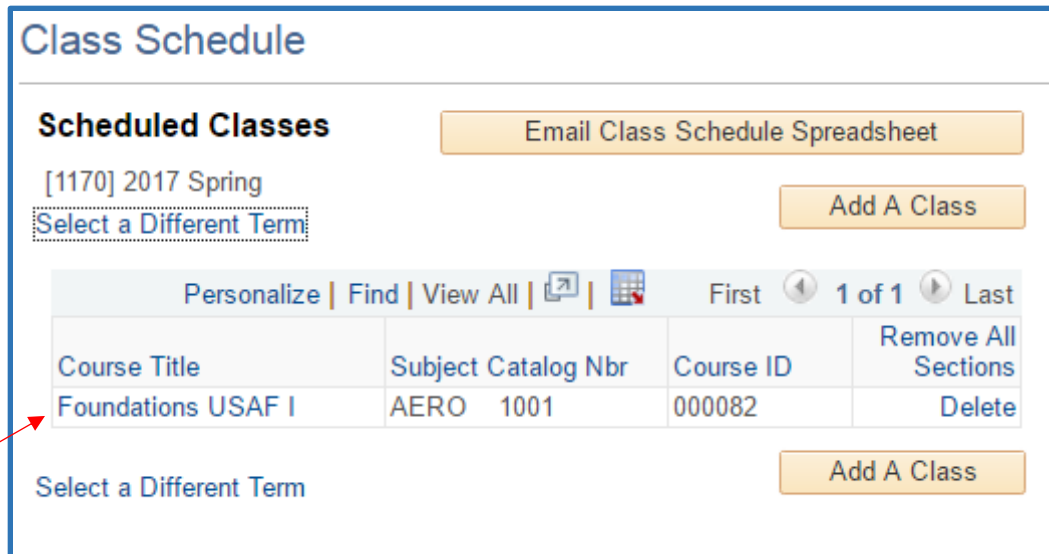 Class Schedule
Scheduled Classes
Email Class Schedule Spreadsheet
[1170] 2017 Spring
Add A Class
Select a Different Term
Personalize | Find | View All | | First 1 of 1 Last
Course Title Subject Catalog Nbr Course ID Remove All Sections
Foundations USAF I AERO 1001 000082 Delete
Add A Class
Select a Different Term